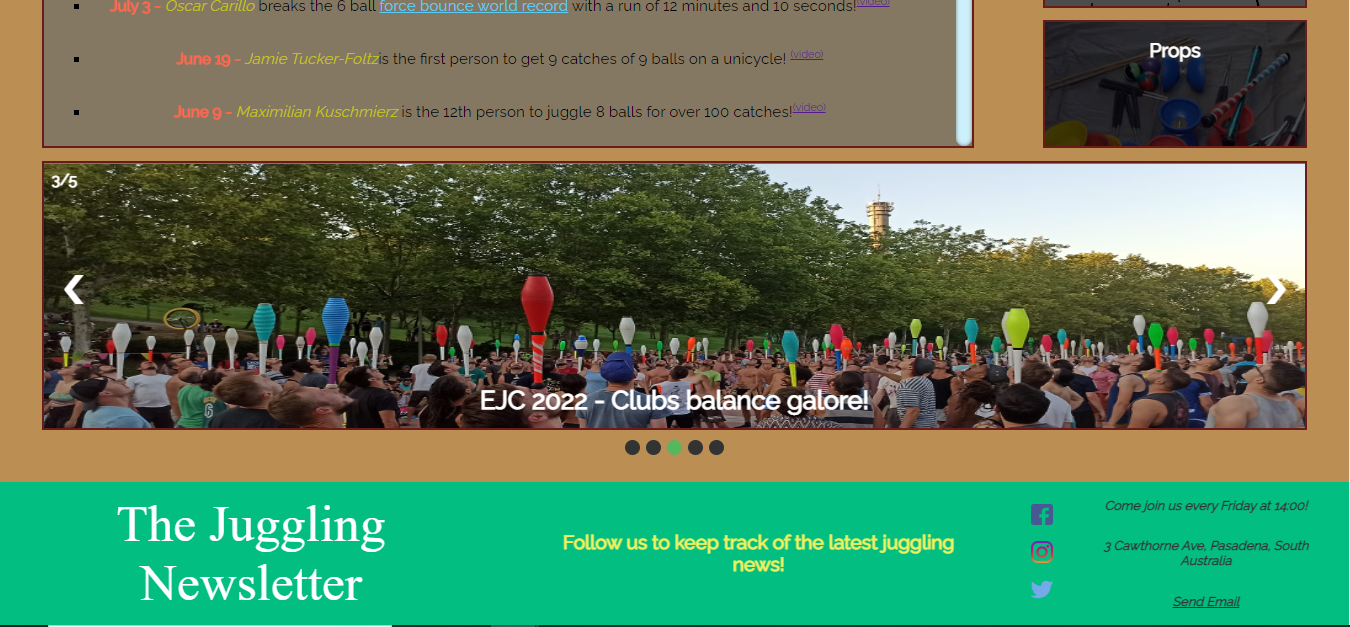 July 3 - Oscar Carillo breaks the 6 ball force bounce world record with a run of 12 minutes and 10 seconds!(video)
June 19 - Jamie Tucker-Foltzis the first person to get 9 catches of 9 balls on a unicycle! (video)
June 9 - Maximilian Kuschmierz is the 12th person to juggle 8 balls for over 100 catches!(video)
Props
3/5
❮
❯
EJC 2022 - Clubs balance galore!
The Juggling
Newsletter
Follow us to keep track of the latest juggling
news!
Come join us every Friday at 14:00!
3 Cawthorne Ave, Pasadena, South
Australia
Send Email